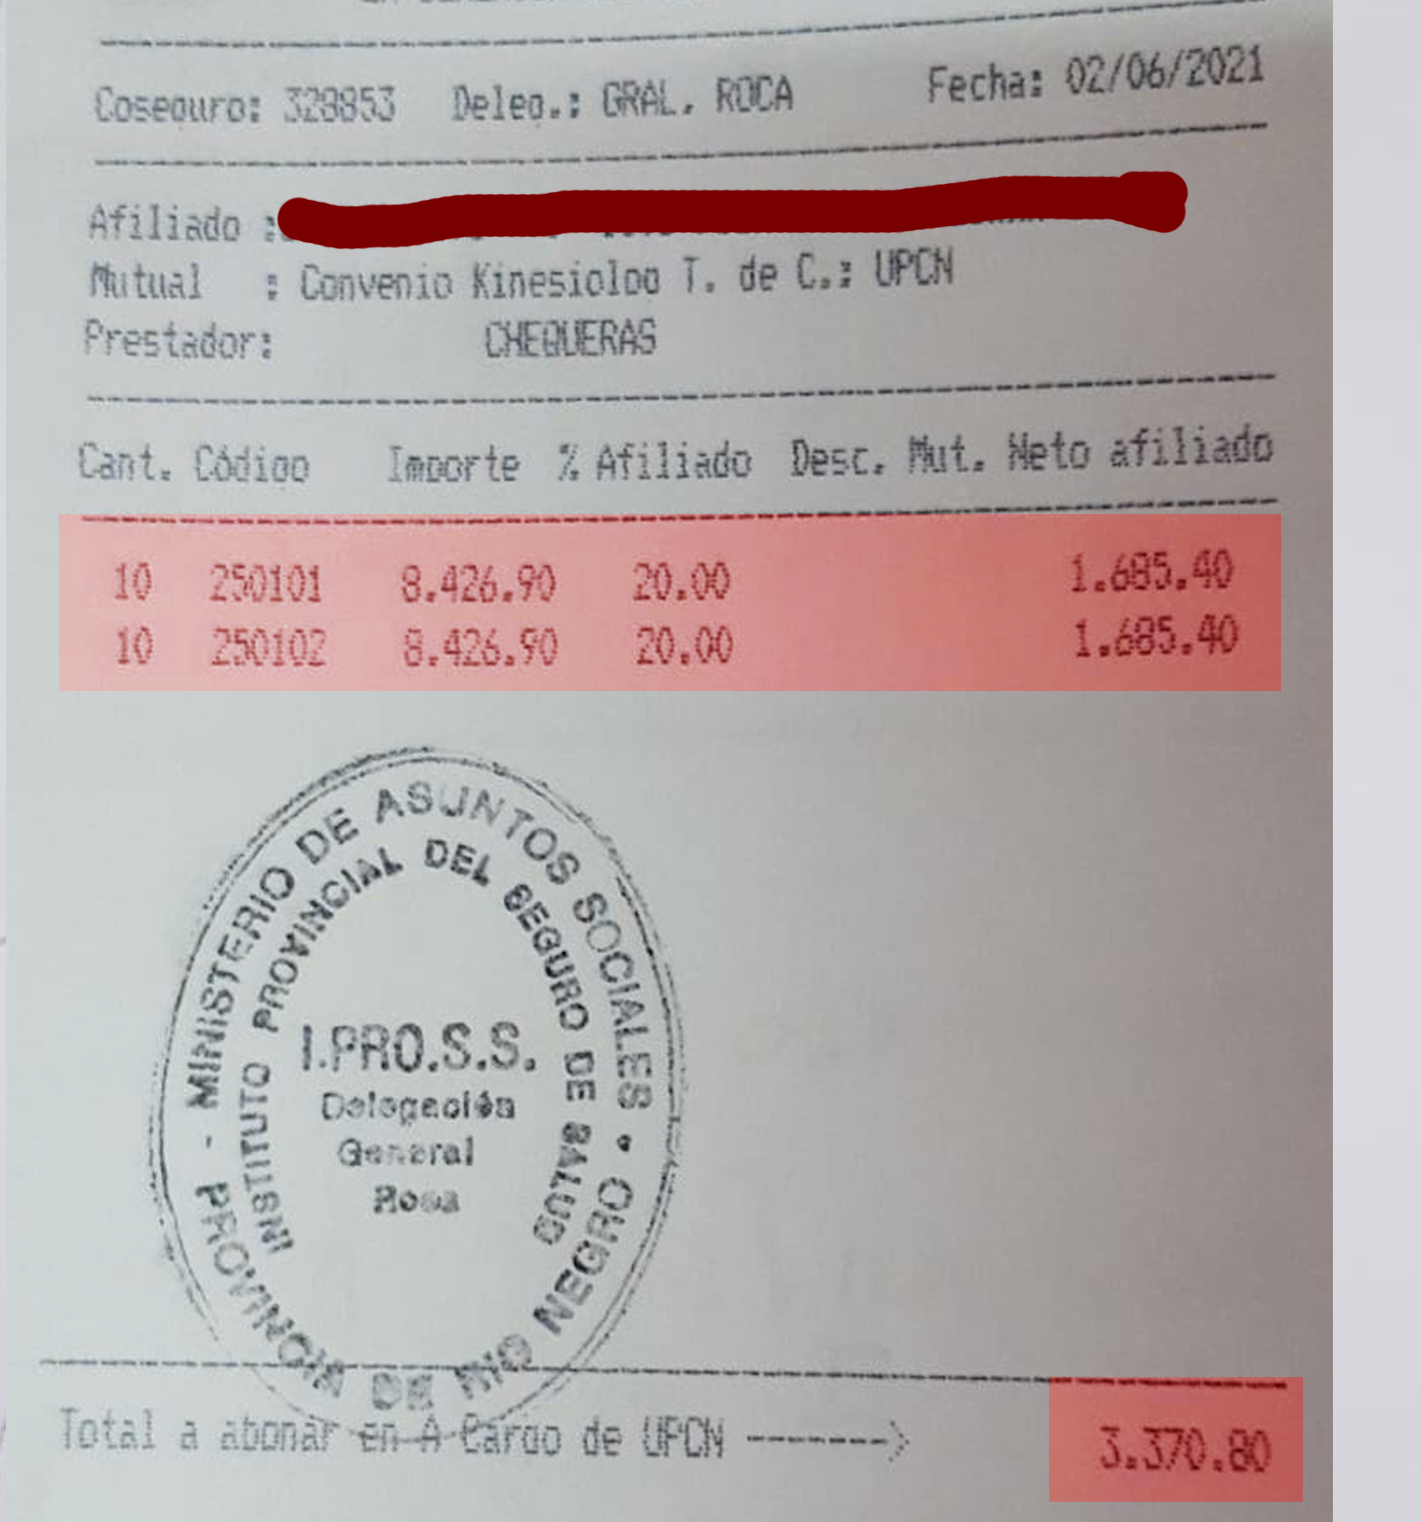 Coseguro: 328853 Deleg.: GRAL. ROCA Fecha: 02/06/2021
Afiliado :
Mutual : Convenio Kinesiolog T. de C.: UPCN
Prestador: CHEQUERAS
Cant. Código Importe % Afiliado Desc. Mut. Neto afiliado
10 250101 8.426.90 20.00 1.685.40
10 250102 8.426.90 20.00 1.685.40
MINISTERIO DE ASUNTOS SOCIALES • PROVINCIA DE RIO NEGRO -
INSTITUTO PROVINCIAL DEL SEGURO DE SALUD
I.PRO.S.S.
Delegación
General
Roca
Total a abonar en A Cargo de UPCN -------> 3.370.80